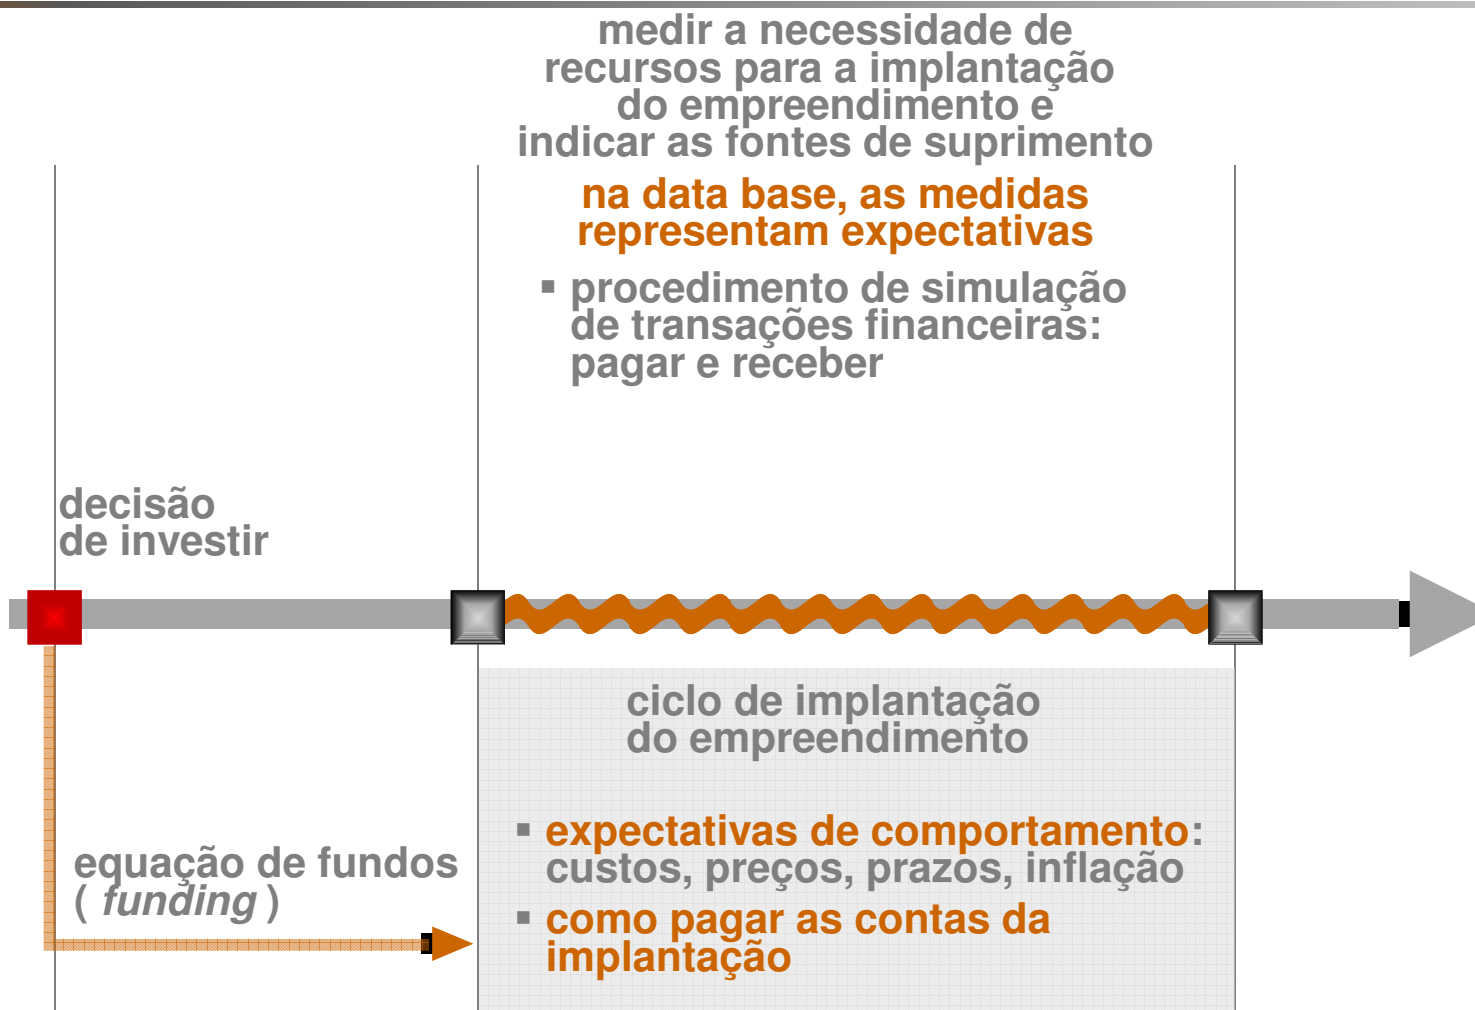 medir a necessidade de
recursos para a implantação
do empreendimento e
indicar as fontes de suprimento
na data base, as medidas
representam expectativas
▪ procedimento de simulação
de transações financeiras:
pagar e receber
decisão
de investir
ciclo de implantação
do empreendimento
▪ expectativas de comportamento:
custos, preços, prazos, inflação
▪ como pagar as contas da
implantação
equação de fundos
( funding )